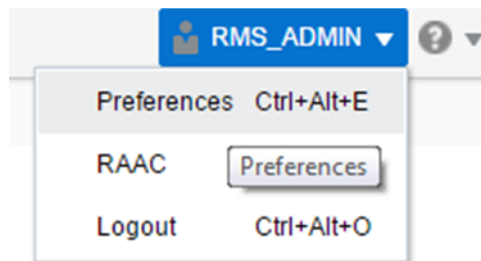 RMS_ADMIN ?
Preferences Ctrl+Alt+E
RAAC
Preferences
Logout Ctrl+Alt+O